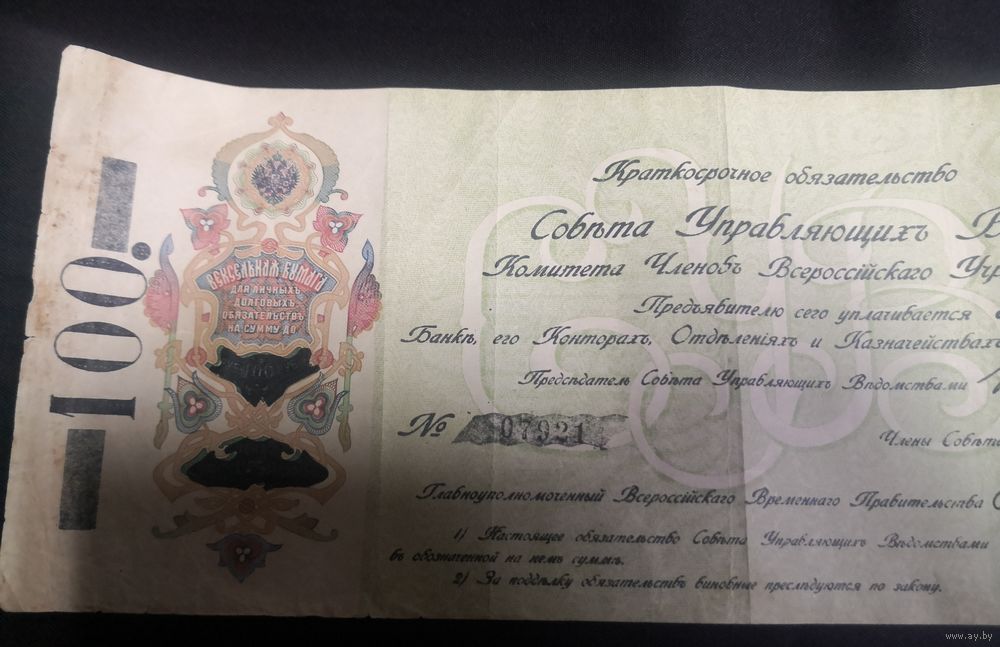 100.
ВЕКСЕЛЬНАЯ БУМАГА
ДЛЯ ЛИЧНЫХЪ
ДОЛГОВЫХЪ
ОБЯЗАТЕЛЬСТВЪ
НА СУММУ ДО
Краткосрочное обязательство
Совѣта Управляющихъ
Комитета Членовъ Всероссійскаго
Предъявителю сего уплачивается
Банкѣ, его Конторахъ, Отдѣленіяхъ и Казначействахъ
Предсѣдатель Совѣта Управляющихъ Вѣдомствами
№ 07921
Члены Совѣта
Главноуполномоченный Всероссійскаго Временнаго Правительства
1) Настоящее обязательство Совѣта Управляющихъ Вѣдомствами
въ обозначенной на немъ суммѣ.
2) За поддѣлку обязательствъ виновные преслѣдуются по закону.
www.ay.by